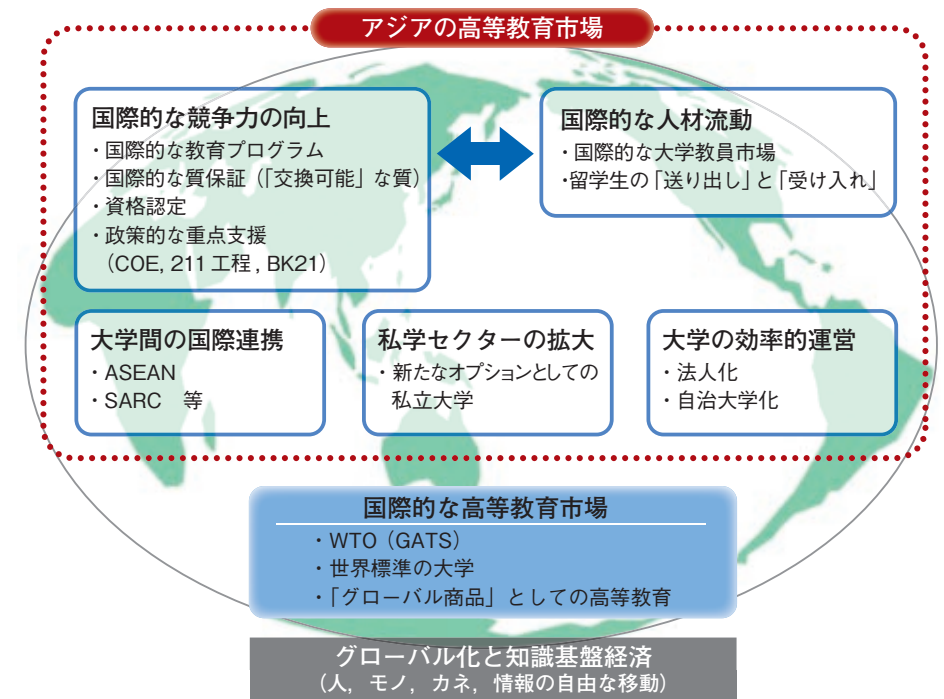 アジアの高等教育市場
国際的な競争力の向上
・国際的な教育プログラム
・国際的な質保証（「交換可能」な質）
・資格認定
・政策的な重点支援
（COE, 211 工程 , BK21）
国際的な人材流動
・国際的な大学教員市場
・留学生の「送り出し」と「受け入れ」
大学間の国際連携
・ASEAN
・SARC　等
私学セクターの拡大
・新たなオプションとしての
私立大学
大学の効率的運営
・法人化
・自治大学化
国際的な高等教育市場
・WTO（GATS）
・世界標準の大学
・「グローバル商品」としての高等教育
グローバル化と知識基盤経済
（人，モノ，カネ，情報の自由な移動）